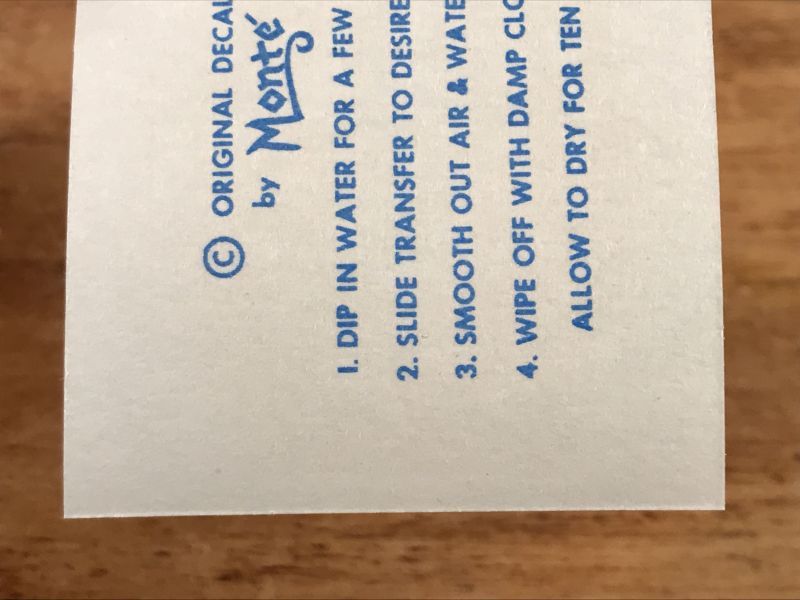 © ORIGINAL DECAL
by Monté
1. DIP IN WATER FOR A FEW
2. SLIDE TRANSFER TO DESIRE
3. SMOOTH OUT AIR & WATE
4. WIPE OFF WITH DAMP CLO
ALLOW TO DRY FOR TEN